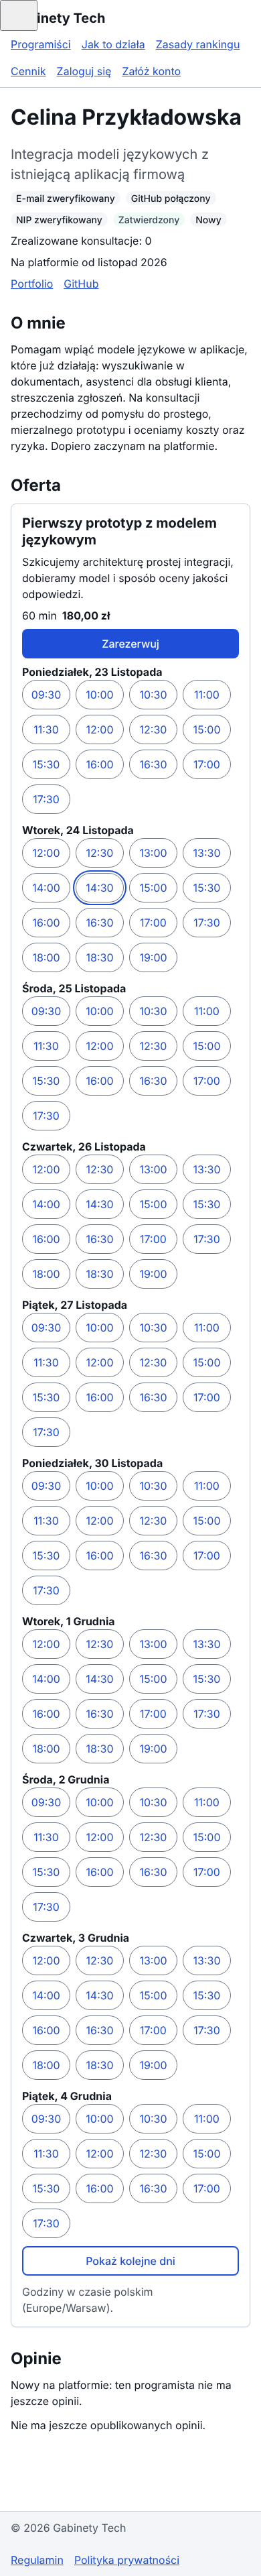 inety Tech
Programiści Jak to działa Zasady rankingu
Cennik Zaloguj się Załóż konto
Celina Przykładowska
Integracja modeli językowych z
istniejącą aplikacją firmową
E-mail zweryfikowany GitHub połączony
NIP zweryfikowany Zatwierdzony Nowy
Zrealizowane konsultacje: 0
Na platformie od listopad 2026
Portfolio GitHub
O mnie
Pomagam wpiąć modele językowe w aplikacje,
które już działają: wyszukiwanie w
dokumentach, asystenci dla obsługi klienta,
streszczenia zgłoszeń. Na konsultacji
przechodzimy od pomysłu do prostego,
mierzalnego prototypu i oceniamy koszty oraz
ryzyka. Dopiero zaczynam na platformie.
Oferta
Pierwszy prototyp z modelem
językowym
Szkicujemy architekturę prostej integracji,
dobieramy model i sposób oceny jakości
odpowiedzi.
60 min 180,00 zł
Zarezerwuj
Poniedziałek, 23 Listopada
09:30 10:00 10:30 11:00
11:30 12:00 12:30 15:00
15:30 16:00 16:30 17:00
17:30
Wtorek, 24 Listopada
12:00 12:30 13:00 13:30
14:00 14:30 15:00 15:30
16:00 16:30 17:00 17:30
18:00 18:30 19:00
Środa, 25 Listopada
09:30 10:00 10:30 11:00
11:30 12:00 12:30 15:00
15:30 16:00 16:30 17:00
17:30
Czwartek, 26 Listopada
12:00 12:30 13:00 13:30
14:00 14:30 15:00 15:30
16:00 16:30 17:00 17:30
18:00 18:30 19:00
Piątek, 27 Listopada
09:30 10:00 10:30 11:00
11:30 12:00 12:30 15:00
15:30 16:00 16:30 17:00
17:30
Poniedziałek, 30 Listopada
09:30 10:00 10:30 11:00
11:30 12:00 12:30 15:00
15:30 16:00 16:30 17:00
17:30
Wtorek, 1 Grudnia
12:00 12:30 13:00 13:30
14:00 14:30 15:00 15:30
16:00 16:30 17:00 17:30
18:00 18:30 19:00
Środa, 2 Grudnia
09:30 10:00 10:30 11:00
11:30 12:00 12:30 15:00
15:30 16:00 16:30 17:00
17:30
Czwartek, 3 Grudnia
12:00 12:30 13:00 13:30
14:00 14:30 15:00 15:30
16:00 16:30 17:00 17:30
18:00 18:30 19:00
Piątek, 4 Grudnia
09:30 10:00 10:30 11:00
11:30 12:00 12:30 15:00
15:30 16:00 16:30 17:00
17:30
Pokaż kolejne dni
Godziny w czasie polskim
(Europe/Warsaw).
Opinie
Nowy na platformie: ten programista nie ma
jeszcze opinii.
Nie ma jeszcze opublikowanych opinii.
© 2026 Gabinety Tech
Regulamin Polityka prywatności